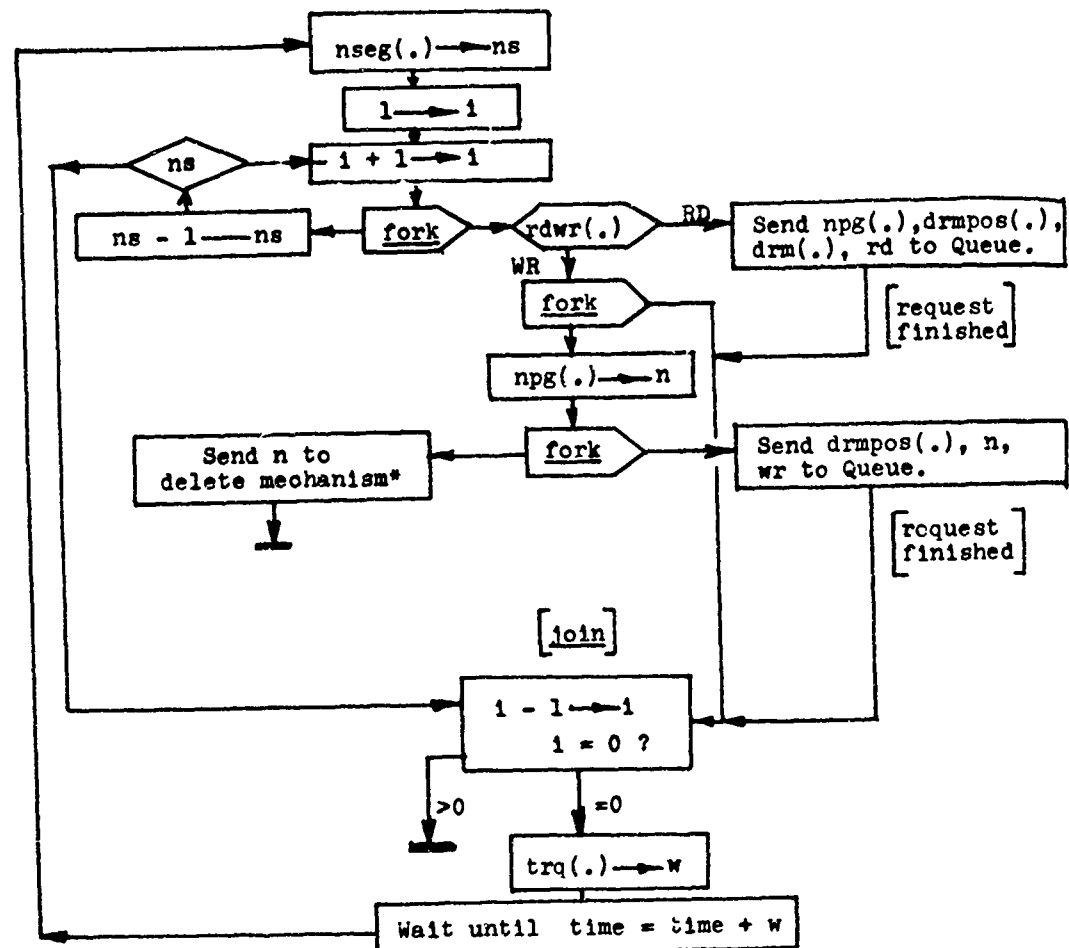 nseg(.)→ns
1→i
i + 1→i
ns
ns - 1—ns
fork
rdwr(.)
RD
Send npg(.),drmpos(.),
drm(.), rd to Queue.
WR
fork
[request
finished]
npg(.)→n
fork
Send n to
delete mechanism*
Send drmpos(.), n,
wr to Queue.
[request
finished]
[join]
i - 1→i
i = 0 ?
>0
=0
trq(.)→w
Wait until time = time + w